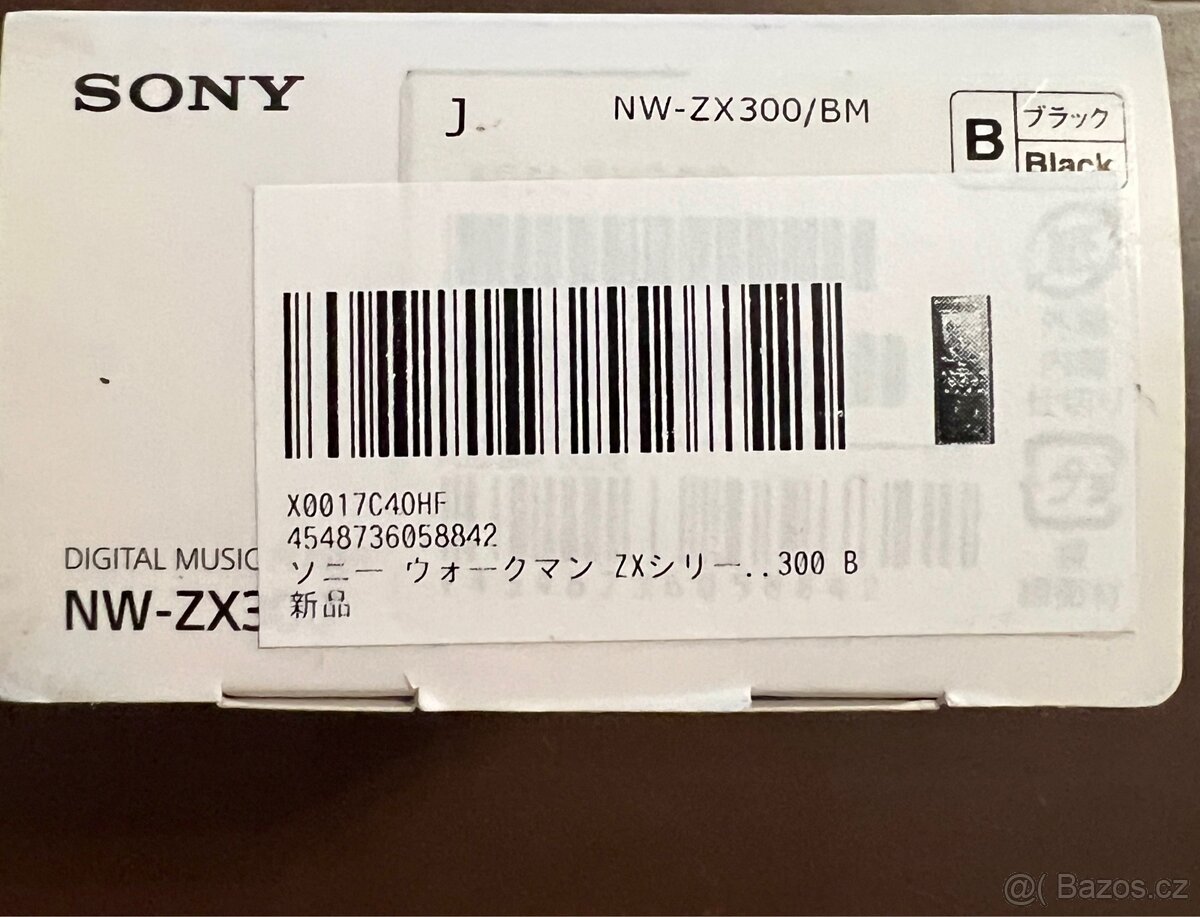 SONY
J
NW-ZX300/BM
B
ブラック
Black
X0017C40HF
4548736058842
ソニー ウォークマン ZXシリー..300 B
新品
DIGITAL MUSIC
NW-ZX3
@( Bazos.cz